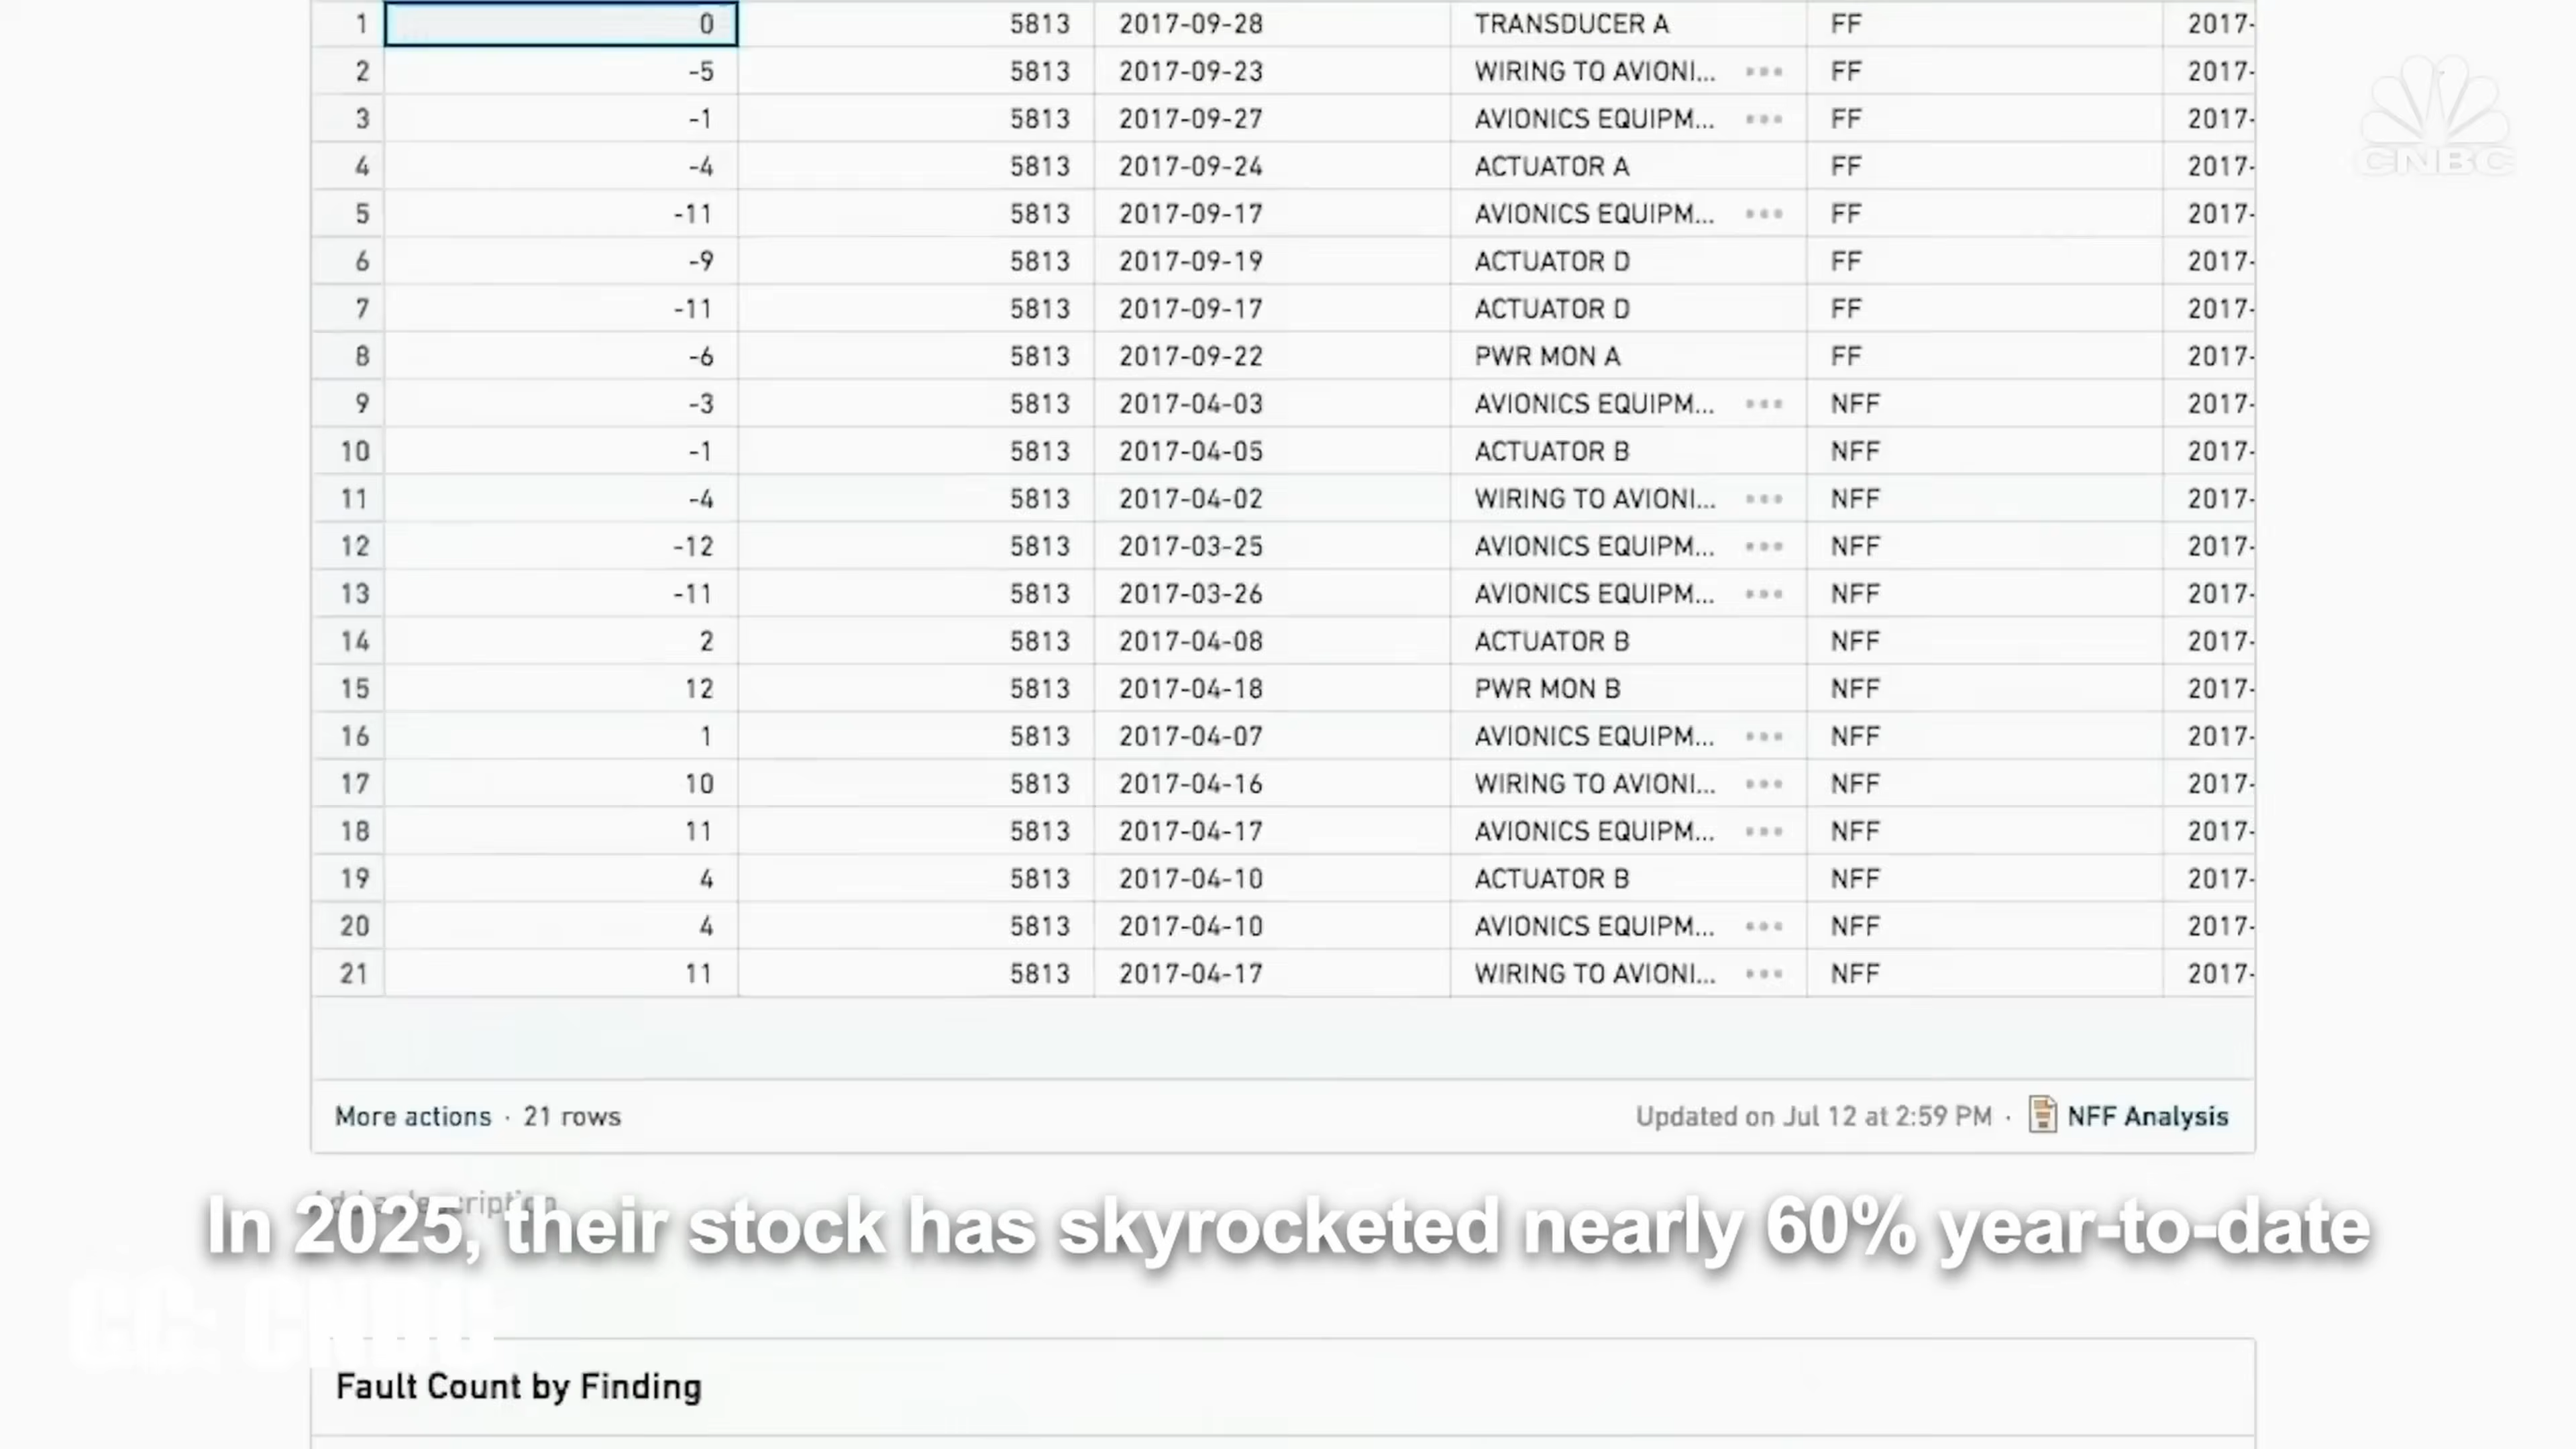 1 0 5813 2017-09-28 TRANSDUCER A FF 2017-
2 -5 5813 2017-09-23 WIRING TO AVIONI... ••• FF 2017-
3 -1 5813 2017-09-27 AVIONICS EQUIPM... ••• FF 2017-
4 -4 5813 2017-09-24 ACTUATOR A FF 2017-
5 -11 5813 2017-09-17 AVIONICS EQUIPM... ••• FF 2017-
6 -9 5813 2017-09-19 ACTUATOR D FF 2017-
7 -11 5813 2017-09-17 ACTUATOR D FF 2017-
8 -6 5813 2017-09-22 PWR MON A FF 2017-
9 -3 5813 2017-04-03 AVIONICS EQUIPM... ••• NFF 2017-
10 -1 5813 2017-04-05 ACTUATOR B NFF 2017-
11 -4 5813 2017-04-02 WIRING TO AVIONI... ••• NFF 2017-
12 -12 5813 2017-03-25 AVIONICS EQUIPM... ••• NFF 2017-
13 -11 5813 2017-03-26 AVIONICS EQUIPM... ••• NFF 2017-
14 2 5813 2017-04-08 ACTUATOR B NFF 2017-
15 12 5813 2017-04-18 PWR MON B NFF 2017-
16 1 5813 2017-04-07 AVIONICS EQUIPM... ••• NFF 2017-
17 10 5813 2017-04-16 WIRING TO AVIONI... ••• NFF 2017-
18 11 5813 2017-04-17 AVIONICS EQUIPM... ••• NFF 2017-
19 4 5813 2017-04-10 ACTUATOR B NFF 2017-
20 4 5813 2017-04-10 AVIONICS EQUIPM... ••• NFF 2017-
21 11 5813 2017-04-17 WIRING TO AVIONI... ••• NFF 2017-
CNBC
More actions · 21 rows
Updated on Jul 12 at 2:59 PM · NFF Analysis
Add a description
In 2025, their stock has skyrocketed nearly 60% year-to-date
CC: CNBC
Fault Count by Finding